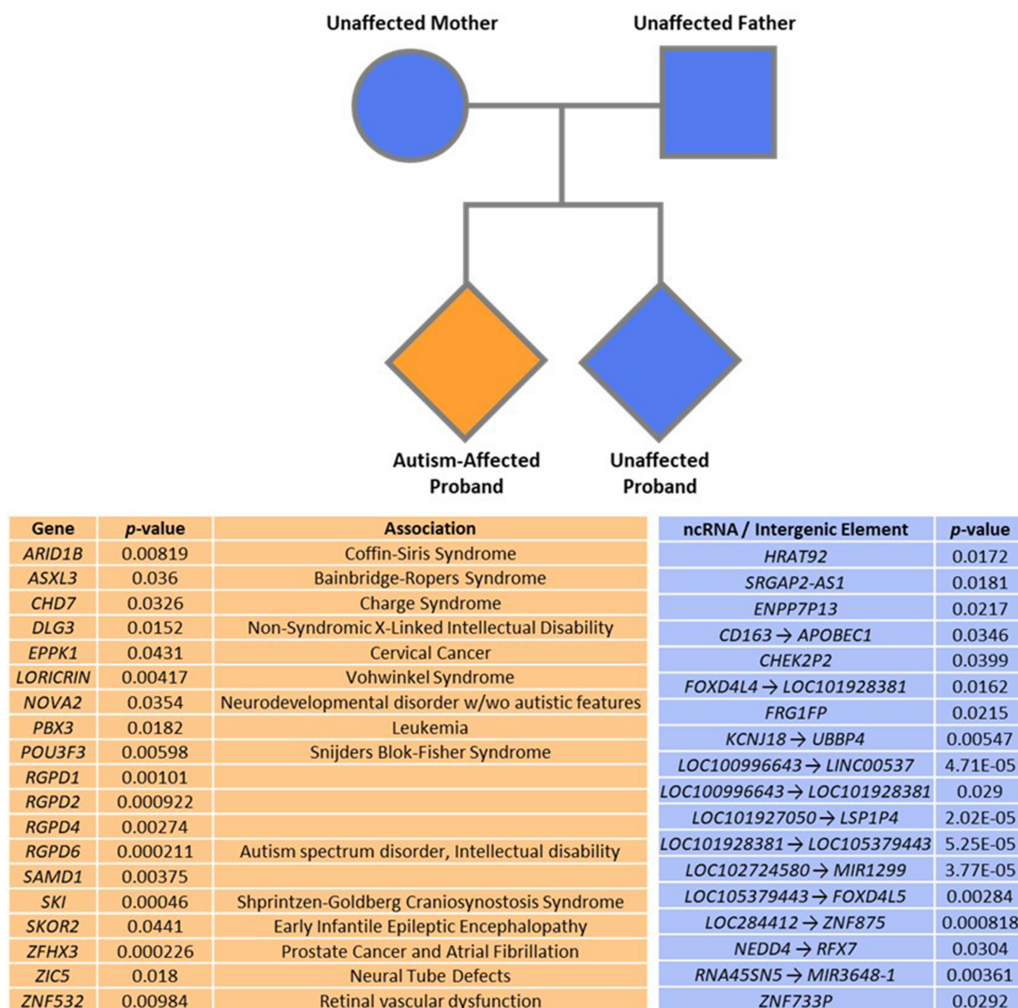 Unaffected Mother
Unaffected Father
Autism-Affected
Proband
Unaffected
Proband
Gene p-value Association
ARID1B 0.00819 Coffin-Siris Syndrome
ASXL3 0.036 Bainbridge-Ropers Syndrome
CHD7 0.0326 Charge Syndrome
DLG3 0.0152 Non-Syndromic X-Linked Intellectual Disability
EPPK1 0.0431 Cervical Cancer
LORICRIN 0.00417 Vohwinkel Syndrome
NOVA2 0.0354 Neurodevelopmental disorder w/wo autistic features
PBX3 0.0182 Leukemia
POU3F3 0.00598 Snijders Blok-Fisher Syndrome
RGPD1 0.00101
RGPD2 0.000922
RGPD4 0.00274
RGPD6 0.000211 Autism spectrum disorder, Intellectual disability
SAMD1 0.00375
SKI 0.00046 Shprintzen-Goldberg Craniosynostosis Syndrome
SKOR2 0.0441 Early Infantile Epileptic Encephalopathy
ZFHX3 0.000226 Prostate Cancer and Atrial Fibrillation
ZIC5 0.018 Neural Tube Defects
ZNF532 0.00984 Retinal vascular dysfunction
ncRNA / Intergenic Element p-value
HRAT92 0.0172
SRGAP2-AS1 0.0181
ENPP7P13 0.0217
CD163 → APOBEC1 0.0346
CHEK2P2 0.0399
FOXD4L4 → LOC101928381 0.0162
FRG1FP 0.0215
KCNJ18 → UBBP4 0.00547
LOC100996643 → LINC00537 4.71E-05
LOC100996643 → LOC101928381 0.029
LOC101927050 → LSP1P4 2.02E-05
LOC101928381 → LOC105379443 5.25E-05
LOC102724580 → MIR1299 3.77E-05
LOC105379443 → FOXD4L5 0.00284
LOC284412 → ZNF875 0.000818
NEDD4 → RFX7 0.0304
RNA45SN5 → MIR3648-1 0.00361
ZNF733P 0.0292